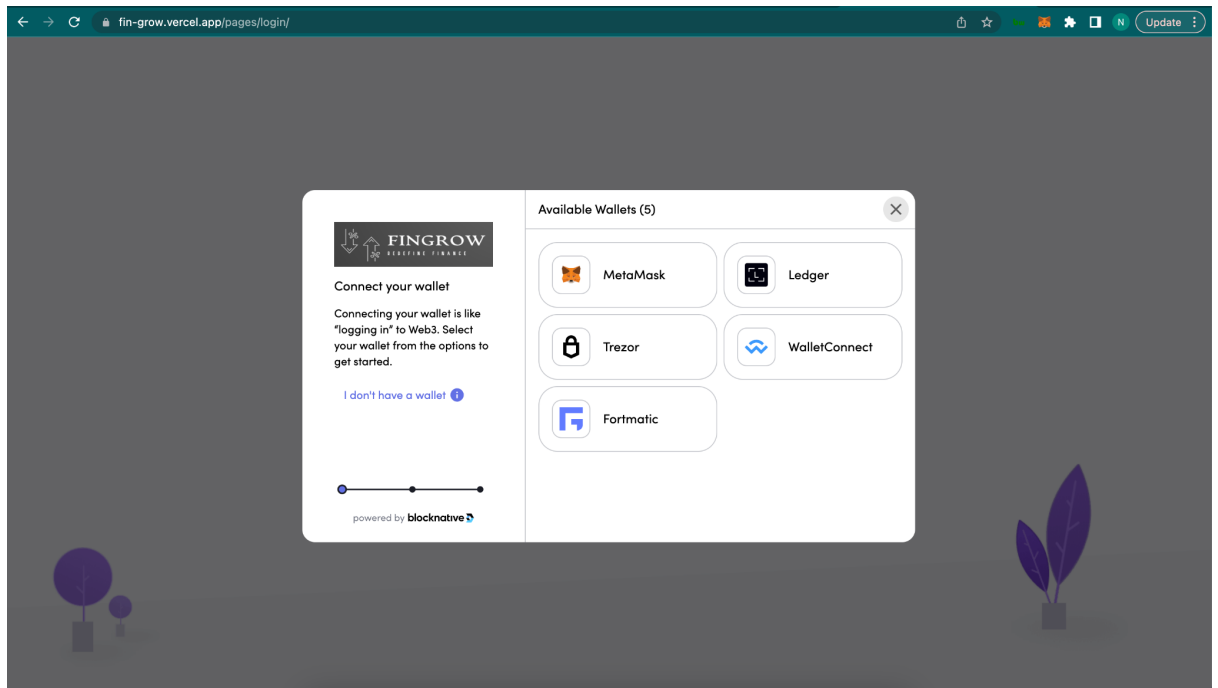 fin-grow.vercel.app/pages/login/
N
Update
FINGROW
REDEFINE FINANCE
Connect your wallet
Connecting your wallet is like
"logging in" to Web3. Select
your wallet from the options to
get started.
I don't have a wallet
powered by blocknative
Available Wallets (5)
MetaMask
Ledger
Trezor
WalletConnect
Fortmatic